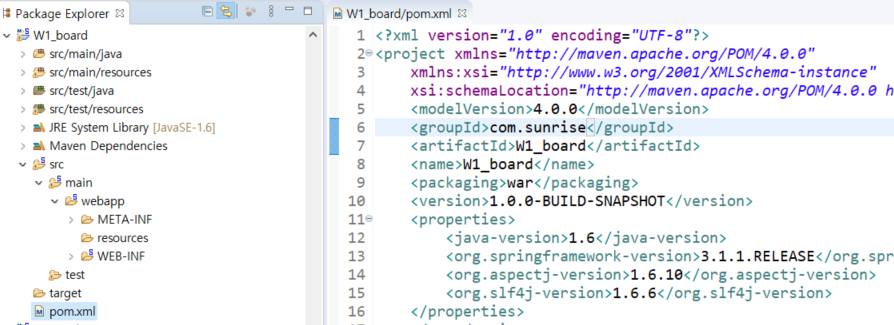 Package Explorer
W1_board
src/main/java
src/main/resources
src/test/java
src/test/resources
JRE System Library [JavaSE-1.6]
Maven Dependencies
src
main
webapp
META-INF
resources
WEB-INF
test
target
pom.xml
W1_board/pom.xml
1 <?xml version="1.0" encoding="UTF-8"?>
2 <project xmlns="http://maven.apache.org/POM/4.0.0"
3 xmlns:xsi="http://www.w3.org/2001/XMLSchema-instance"
4 xsi:schemaLocation="http://maven.apache.org/POM/4.0.0 h
5 <modelVersion>4.0.0</modelVersion>
6 <groupId>com.sunrise</groupId>
7 <artifactId>W1_board</artifactId>
8 <name>W1_board</name>
9 <packaging>war</packaging>
10 <version>1.0.0-BUILD-SNAPSHOT</version>
11 <properties>
12 <java-version>1.6</java-version>
13 <org.springframework-version>3.1.1.RELEASE</org.spr
14 <org.aspectj-version>1.6.10</org.aspectj-version>
15 <org.slf4j-version>1.6.6</org.slf4j-version>
16 </properties>